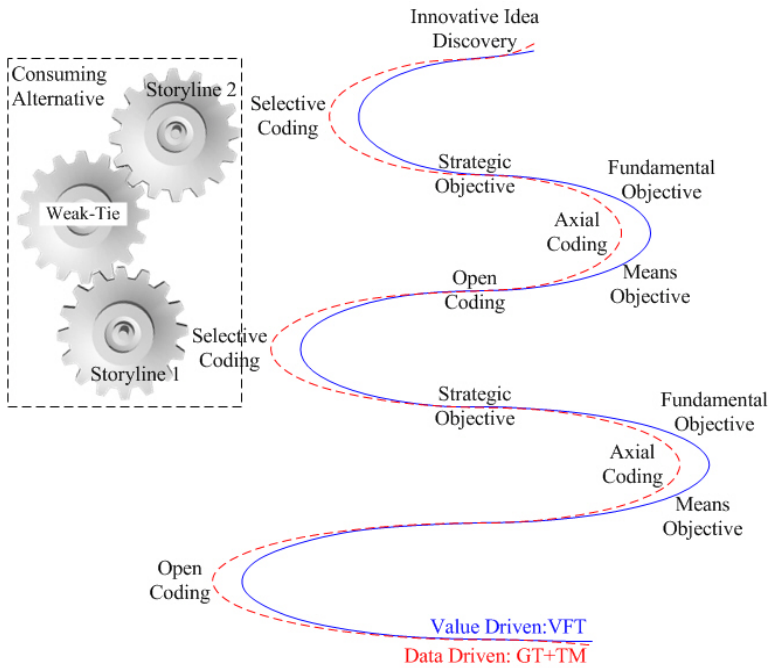 Innovative Idea
Discovery
Consuming
Alternative
Storyline 2
Selective
Coding
Strategic
Objective
Fundamental
Objective
Weak-Tie
Axial
Coding
Means
Objective
Open
Coding
Selective
Coding
Storyline 1
Strategic
Objective
Fundamental
Objective
Axial
Coding
Means
Objective
Open
Coding
Value Driven:VFT
Data Driven: GT+TM